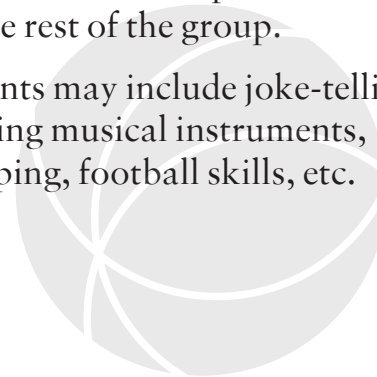 e rest of the group.
nts may include joke-telli
ing musical instruments,
ping, football skills, etc.